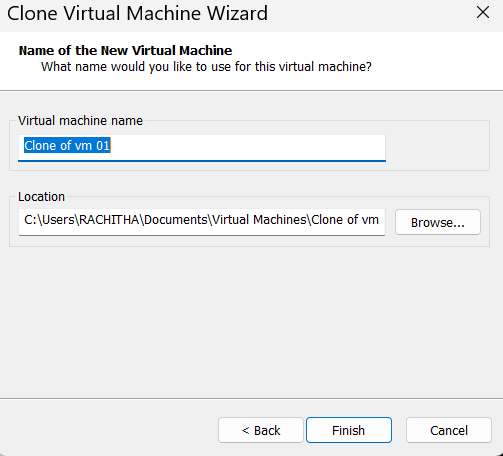 Clone Virtual Machine Wizard
Name of the New Virtual Machine
What name would you like to use for this virtual machine?
Virtual machine name
Clone of vm 01
Location
C:\Users\RACHITHA\Documents\Virtual Machines\Clone of vm
Browse...
< Back
Finish
Cancel